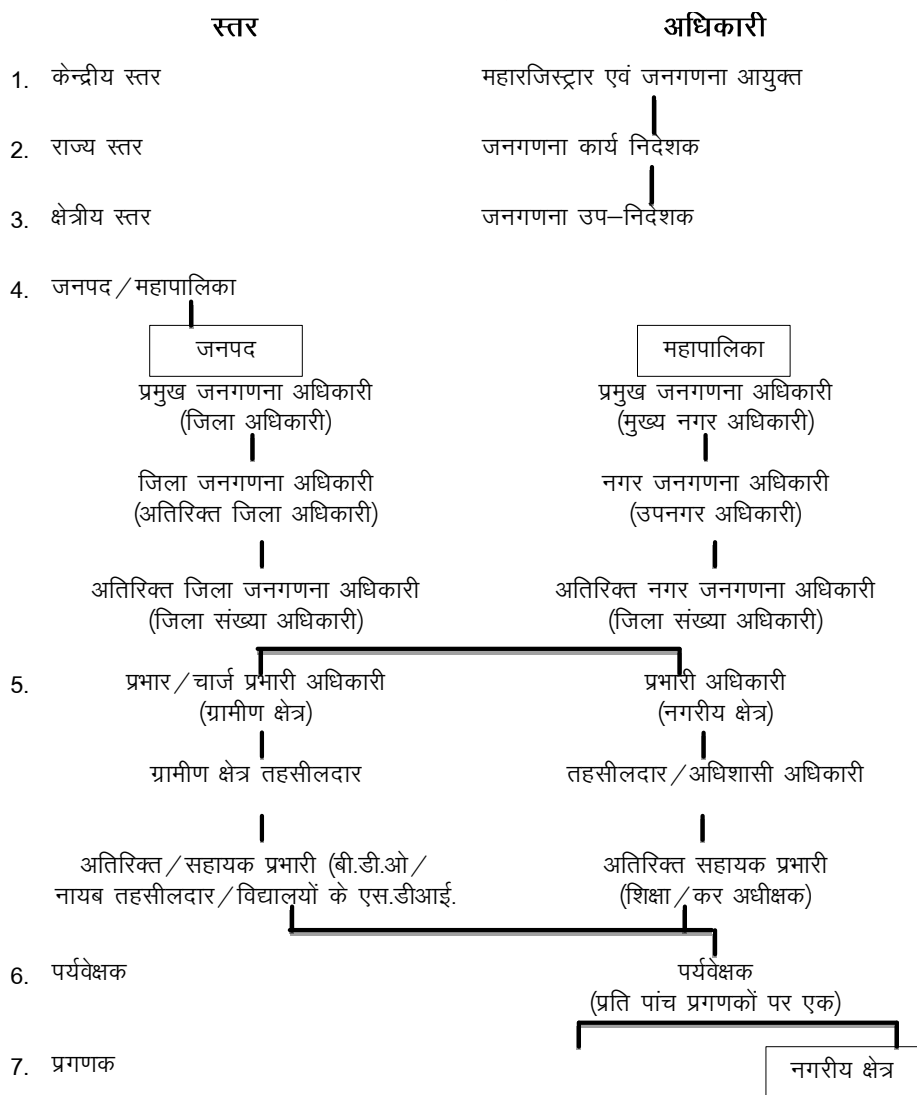 स्तर अधिकारी
1. केन्द्रीय स्तर महारजिस्ट्रार एवं जनगणना आयुक्त
2. राज्य स्तर जनगणना कार्य निदेशक
3. क्षेत्रीय स्तर जनगणना उप–निदेशक
4. जनपद/महापालिका
जनपद महापालिका
प्रमुख जनगणना अधिकारी प्रमुख जनगणना अधिकारी
(जिला अधिकारी) (मुख्य नगर अधिकारी)
जिला जनगणना अधिकारी नगर जनगणना अधिकारी
(अतिरिक्त जिला अधिकारी) (उपनगर अधिकारी)
अतिरिक्त जिला जनगणना अधिकारी अतिरिक्त नगर जनगणना अधिकारी
(जिला संख्या अधिकारी) (जिला संख्या अधिकारी)
5. प्रभार/चार्ज प्रभारी अधिकारी प्रभारी अधिकारी
(ग्रामीण क्षेत्र) (नगरीय क्षेत्र)
ग्रामीण क्षेत्र तहसीलदार तहसीलदार/अधिशासी अधिकारी
अतिरिक्त/सहायक प्रभारी (बी.डी.ओ/ अतिरिक्त सहायक प्रभारी
नायब तहसीलदार/विद्यालयों के एस.डीआई. (शिक्षा/कर अधीक्षक)
6. पर्यवेक्षक पर्यवेक्षक
(प्रति पांच प्रगणकों पर एक)
7. प्रगणक नगरीय क्षेत्र